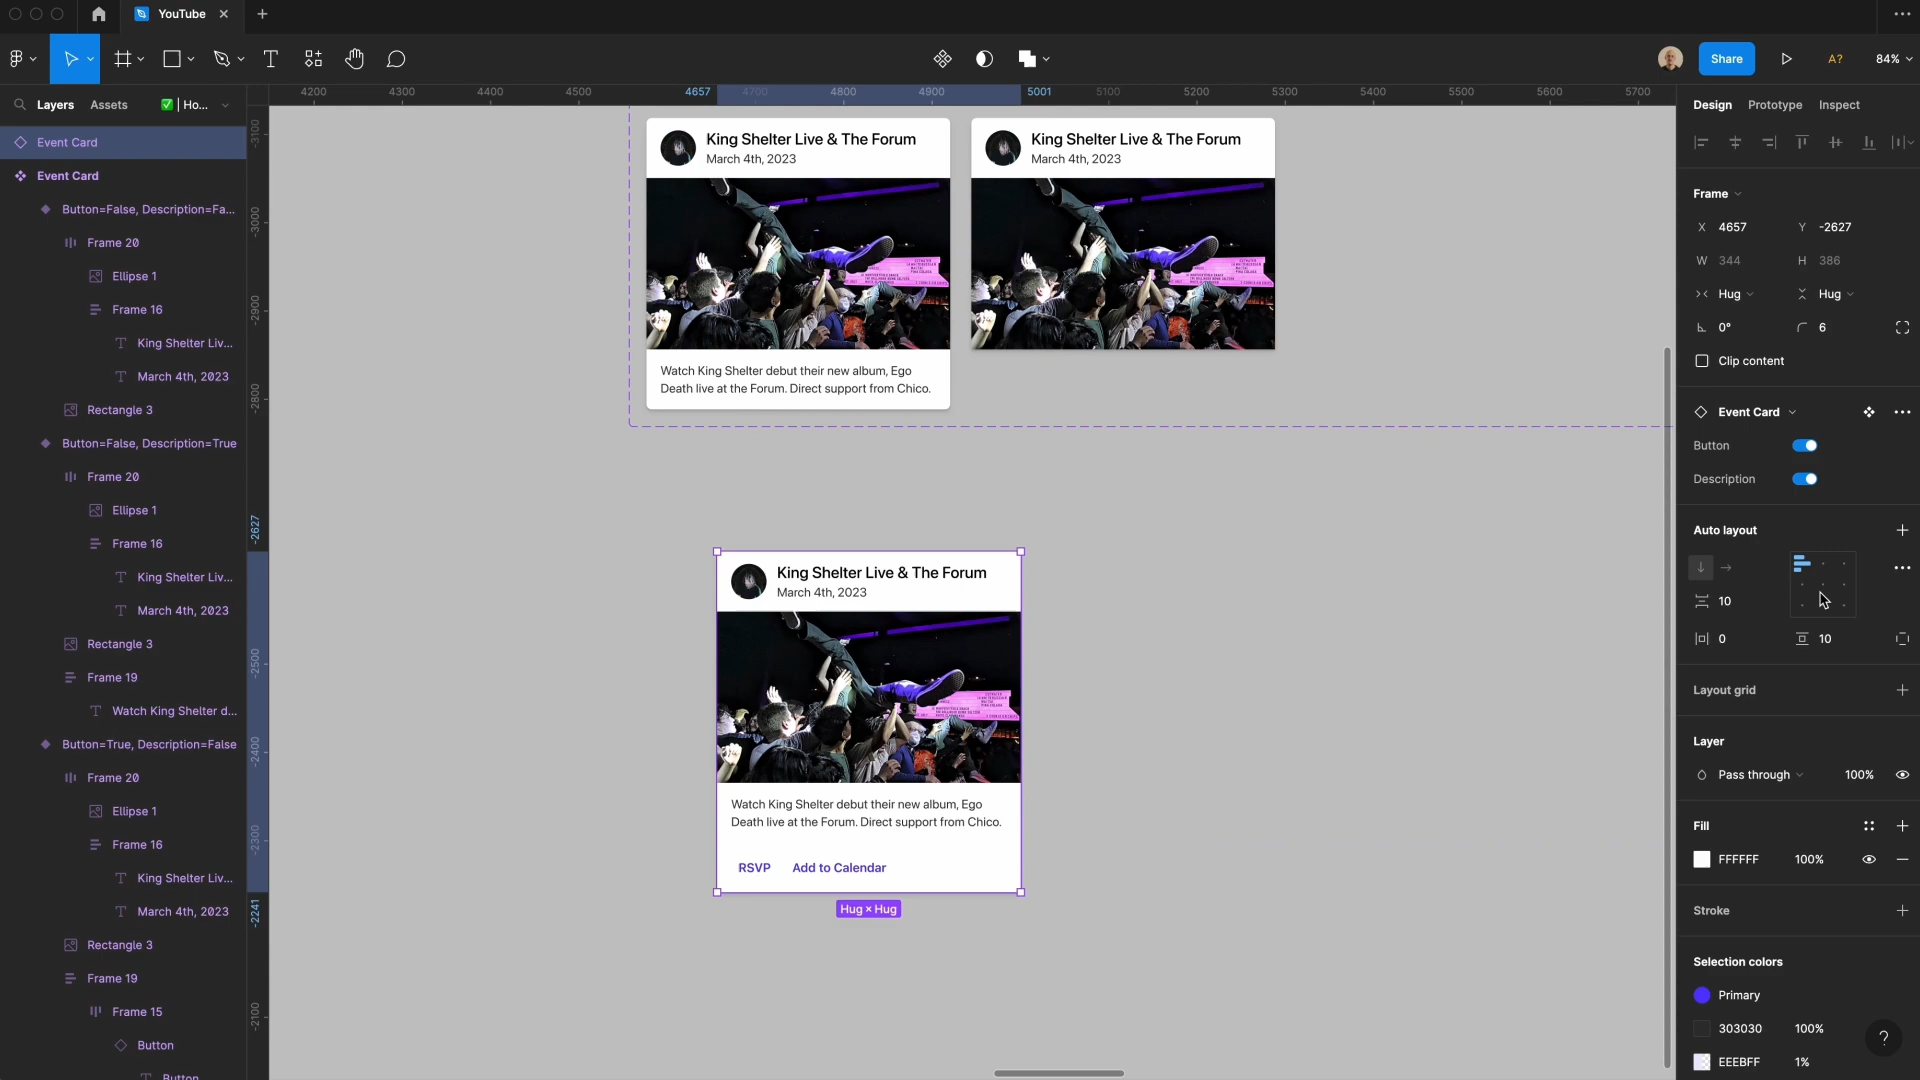 YouTube
Share
A?
84%
Layers
Assets
✅ | Ho...
4200
4300
4400
4500
4657
4700
4800
4900
5001
5100
5200
5300
5400
5500
5600
5700
Design
Prototype
Inspect
Event Card
Event Card
Button=False, Description=Fa...
Frame 20
Ellipse 1
Frame 16
King Shelter Liv...
March 4th, 2023
Rectangle 3
Button=False, Description=True
Frame 20
Ellipse 1
Frame 16
King Shelter Liv...
March 4th, 2023
Rectangle 3
Frame 19
Watch King Shelter d...
Button=True, Description=False
Frame 20
Ellipse 1
Frame 16
King Shelter Liv...
March 4th, 2023
Rectangle 3
Frame 19
Frame 15
Button
Button
-3100
-3000
-2900
-2800
-2627
-2500
-2400
-2300
-2241
-2100
King Shelter Live & The Forum
March 4th, 2023
Watch King Shelter debut their new album, Ego
Death live at the Forum. Direct support from Chico.
King Shelter Live & The Forum
March 4th, 2023
King Shelter Live & The Forum
March 4th, 2023
Watch King Shelter debut their new album, Ego
Death live at the Forum. Direct support from Chico.
RSVP
Add to Calendar
Hug × Hug
Frame
X 4657
Y -2627
W 344
H 386
Hug
Hug
0°
6
Clip content
Event Card
Button
Description
Auto layout
10
0
10
Layout grid
Layer
Pass through
100%
Fill
FFFFFF
100%
Stroke
Selection colors
Primary
303030
100%
EEEBFF
1%
?